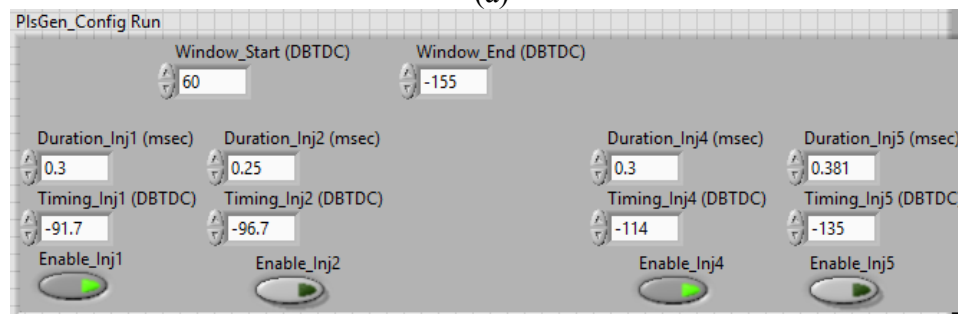 (a)
PlsGen_Config Run
Window_Start (DBTDC) Window_End (DBTDC)
60 -155
Duration_Inj1 (msec) Duration_Inj2 (msec) Duration_Inj4 (msec) Duration_Inj5 (msec)
0.3 0.25 0.3 0.381
Timing_Inj1 (DBTDC) Timing_Inj2 (DBTDC) Timing_Inj4 (DBTDC) Timing_Inj5 (DBTDC
-91.7 -96.7 -114 -135
Enable_Inj1 Enable_Inj2 Enable_Inj4 Enable_Inj5